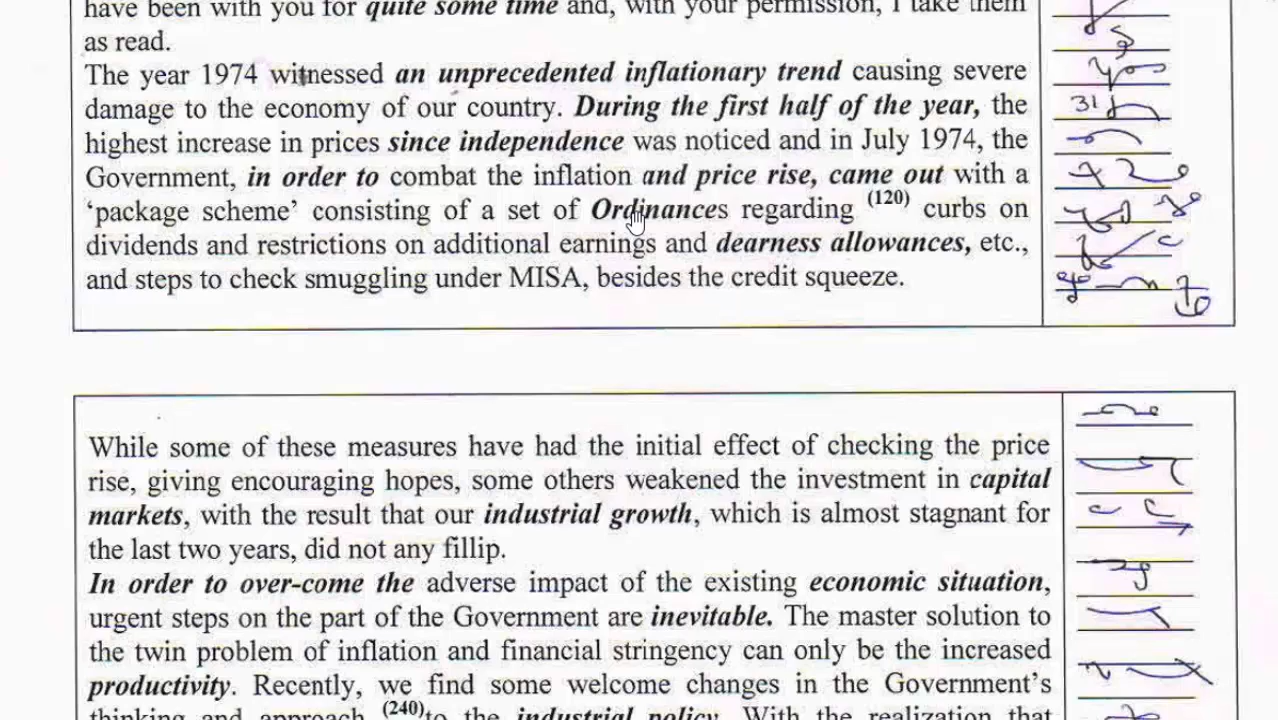 have been with you for quite some time and, with your permission, I take them
as read.
The year 1974 witnessed an unprecedented inflationary trend causing severe
damage to the economy of our country. During the first half of the year, the
highest increase in prices since independence was noticed and in July 1974, the
Government, in order to combat the inflation and price rise, came out with a
‘package scheme’ consisting of a set of Ordinances regarding (120) curbs on
dividends and restrictions on additional earnings and dearness allowances, etc.,
and steps to check smuggling under MISA, besides the credit squeeze.
While some of these measures have had the initial effect of checking the price
rise, giving encouraging hopes, some others weakened the investment in capital
markets, with the result that our industrial growth, which is almost stagnant for
the last two years, did not any fillip.
In order to over-come the adverse impact of the existing economic situation,
urgent steps on the part of the Government are inevitable. The master solution to
the twin problem of inflation and financial stringency can only be the increased
productivity. Recently, we find some welcome changes in the Government’s
thinking and approach (240) to the industrial policy. With the realization that